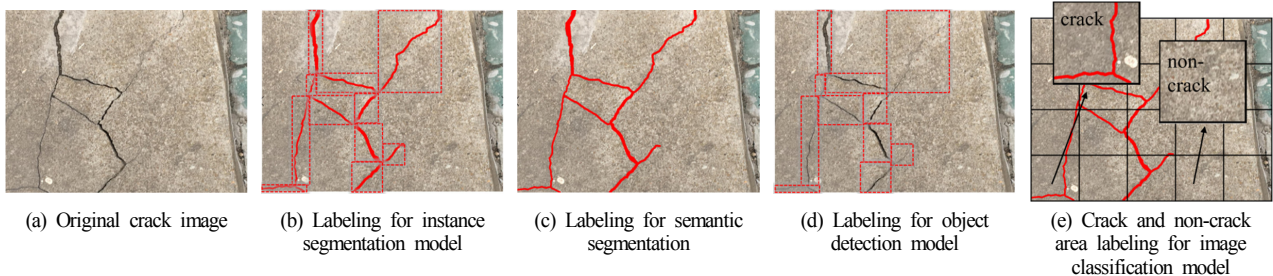 crack
non-
crack
(a) Original crack image
(b) Labeling for instance
segmentation model
(c) Labeling for semantic
segmentation
(d) Labeling for object
detection model
(e) Crack and non-crack
area labeling for image
classification model